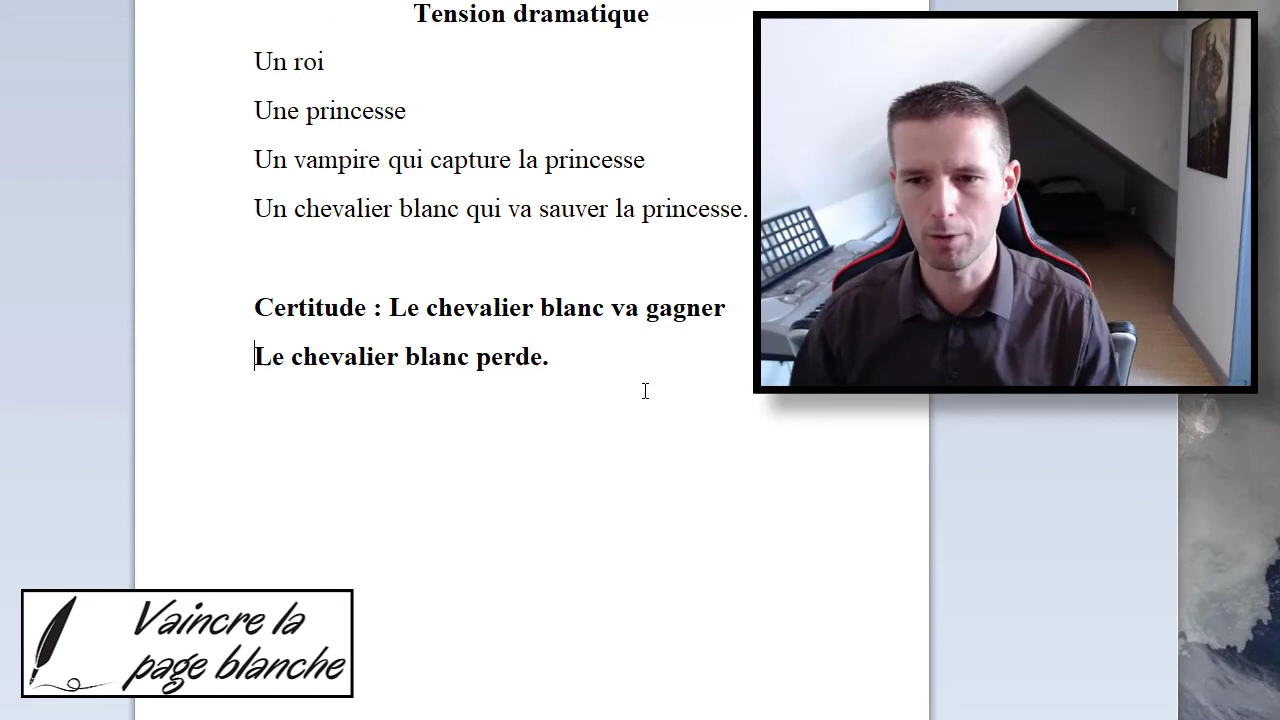 Tension dramatique
Un roi
Une princesse
Un vampire qui capture la princesse
Un chevalier blanc qui va sauver la princesse.
Certitude : Le chevalier blanc va gagner
Le chevalier blanc perde.
Vaincre la
page blanche